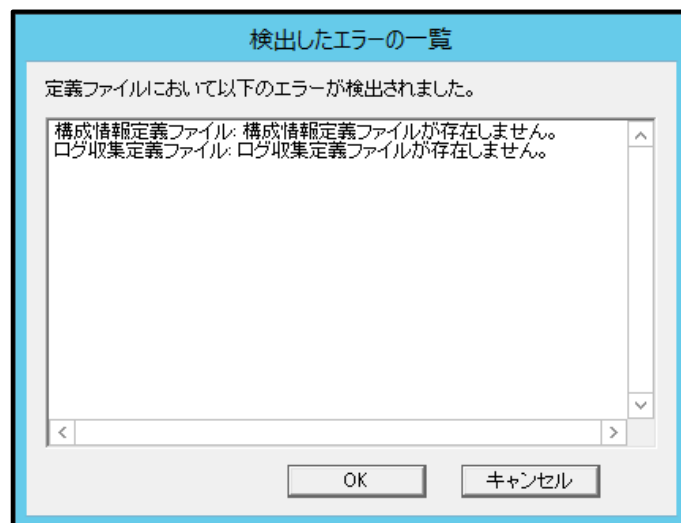 検出したエラーの一覧
定義ファイルにおいて以下のエラーが検出されました。
構成情報定義ファイル: 構成情報定義ファイルが存在しません。
ログ収集定義ファイル: ログ収集定義ファイルが存在しません。
OK
キャンセル